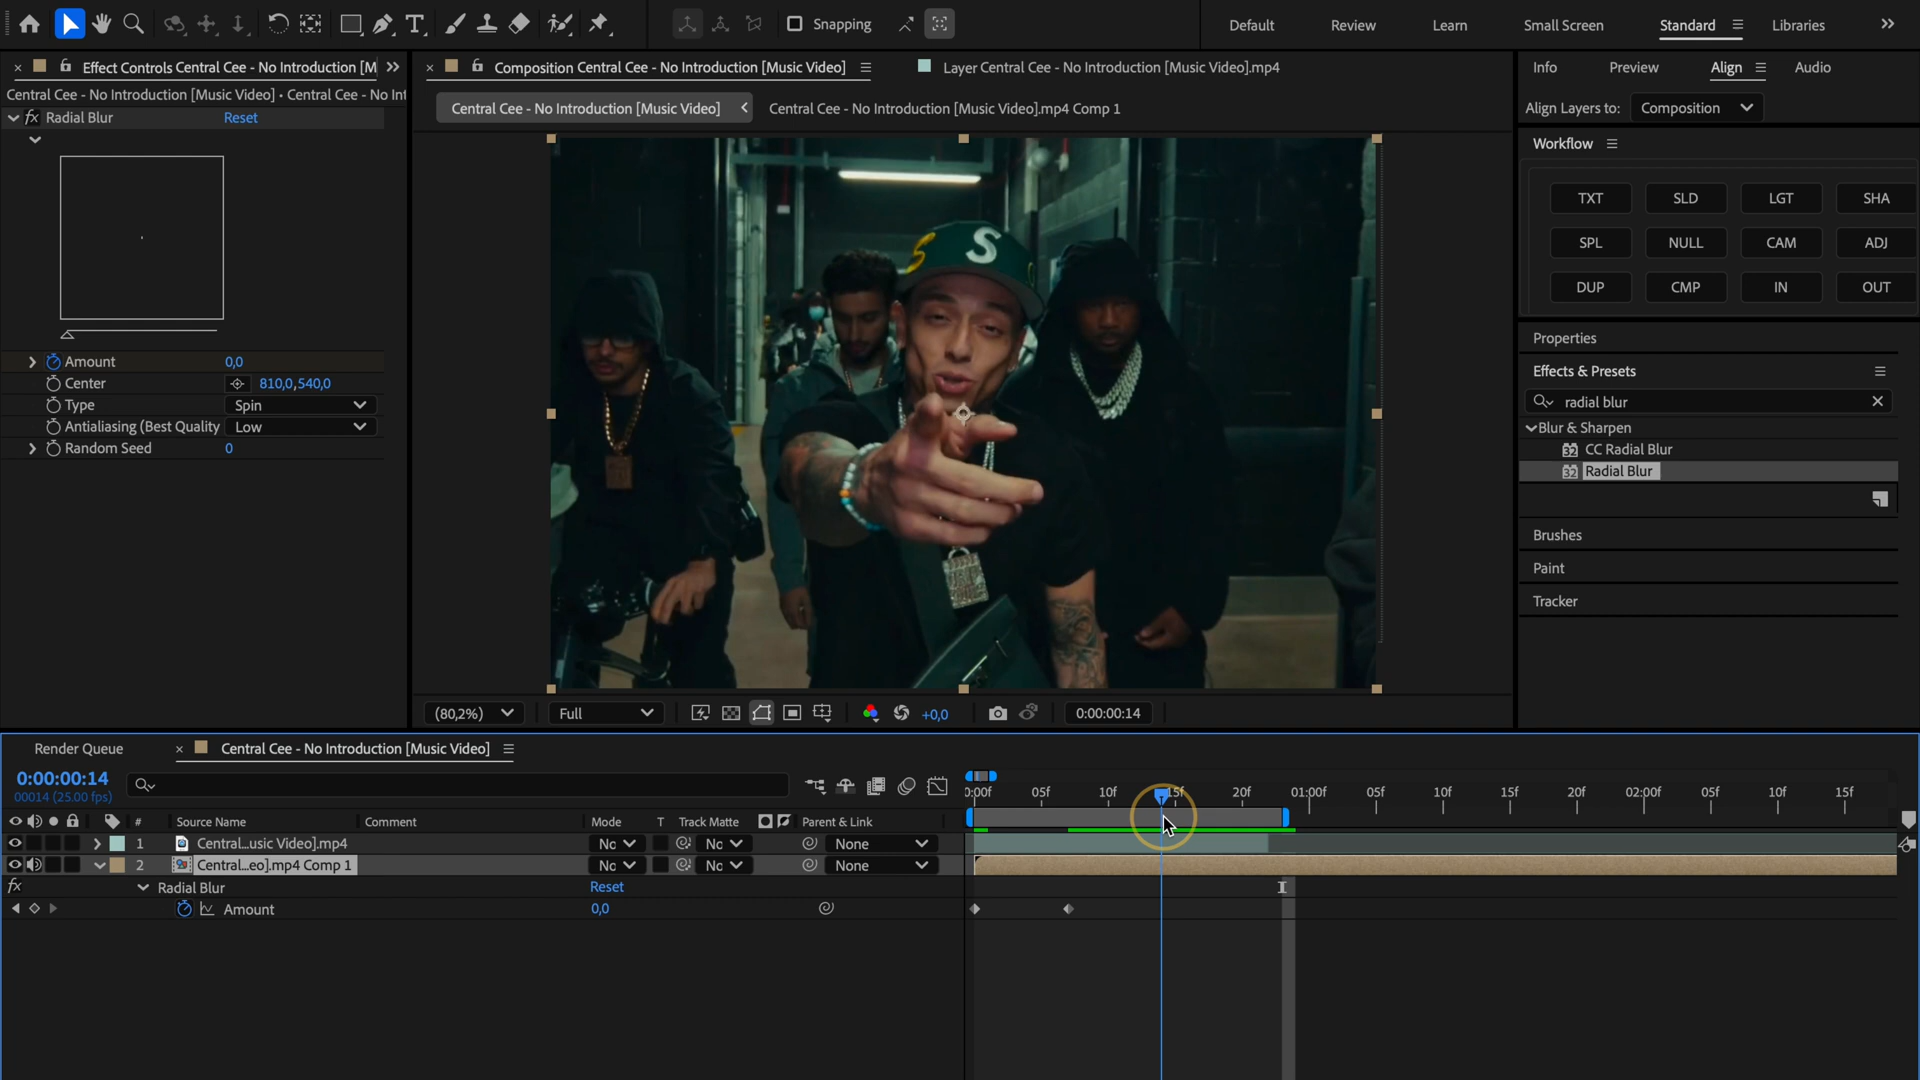 Snapping
Default
Review
Learn
Small Screen
Standard
Libraries
Effect Controls Central Cee - No Introduction [M
Composition Central Cee - No Introduction [Music Video]
Layer Central Cee - No Introduction [Music Video].mp4
Info
Preview
Align
Audio
Central Cee - No Introduction [Music Video] • Central Cee - No Int
Central Cee - No Introduction [Music Video]
Central Cee - No Introduction [Music Video].mp4 Comp 1
Align Layers to:
Composition
fx Radial Blur
Reset
Workflow
TXT
SLD
LGT
SHA
SPL
NULL
CAM
ADJ
DUP
CMP
IN
OUT
S
S
Properties
Effects & Presets
radial blur
Blur & Sharpen
32 CC Radial Blur
32 Radial Blur
Brushes
Paint
Tracker
Amount
0,0
Center
810,0,540,0
Type
Spin
Antialiasing (Best Quality
Low
Random Seed
0
(80,2%)
Full
+0,0
0:00:00:14
Render Queue
Central Cee - No Introduction [Music Video]
0:00:00:14
00014 (25.00 fps)
0:00f
05f
10f
15f
20f
01:00f
05f
10f
15f
20f
02:00f
05f
10f
15f
#
Source Name
Comment
Mode
T
Track Matte
Parent & Link
1
Central...usic Video].mp4
Nc
Nc
None
2
Central...eo].mp4 Comp 1
Nc
Nc
None
fx
Radial Blur
Reset
Amount
0,0